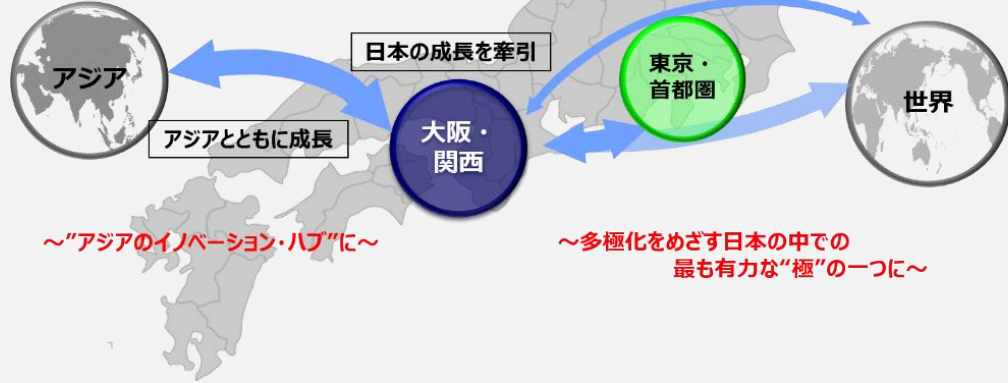 日本の成長を牽引
アジア
東京・
首都圏
世界
アジアとともに成長
大阪・
関西
～”アジアのイノベーション・ハブ”に～
～多極化をめざす日本の中での
最も有力な“極”の一つに～